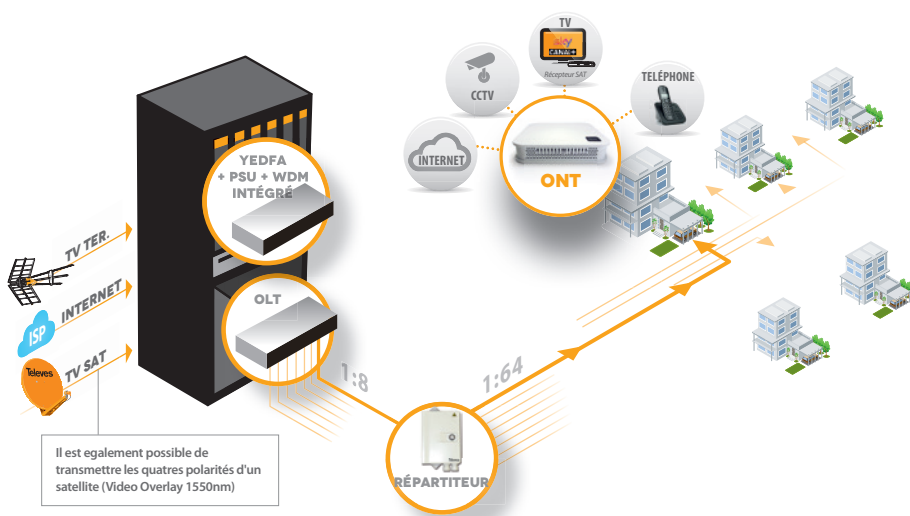 TV
sky
CANAL+
Récepteur SAT
CCTV
TELÉPHONE
INTERNET
ONT
YEDFA
+ PSU + WDM
INTÉGRÉ
TV TER.
INTERNET
ISP
OLT
Televes
TV SAT
1:8
1:64
RÉPARTITEUR
Il est egalement possible de
transmettre les quatres polarités d'un
satellite (Video Overlay 1550nm)